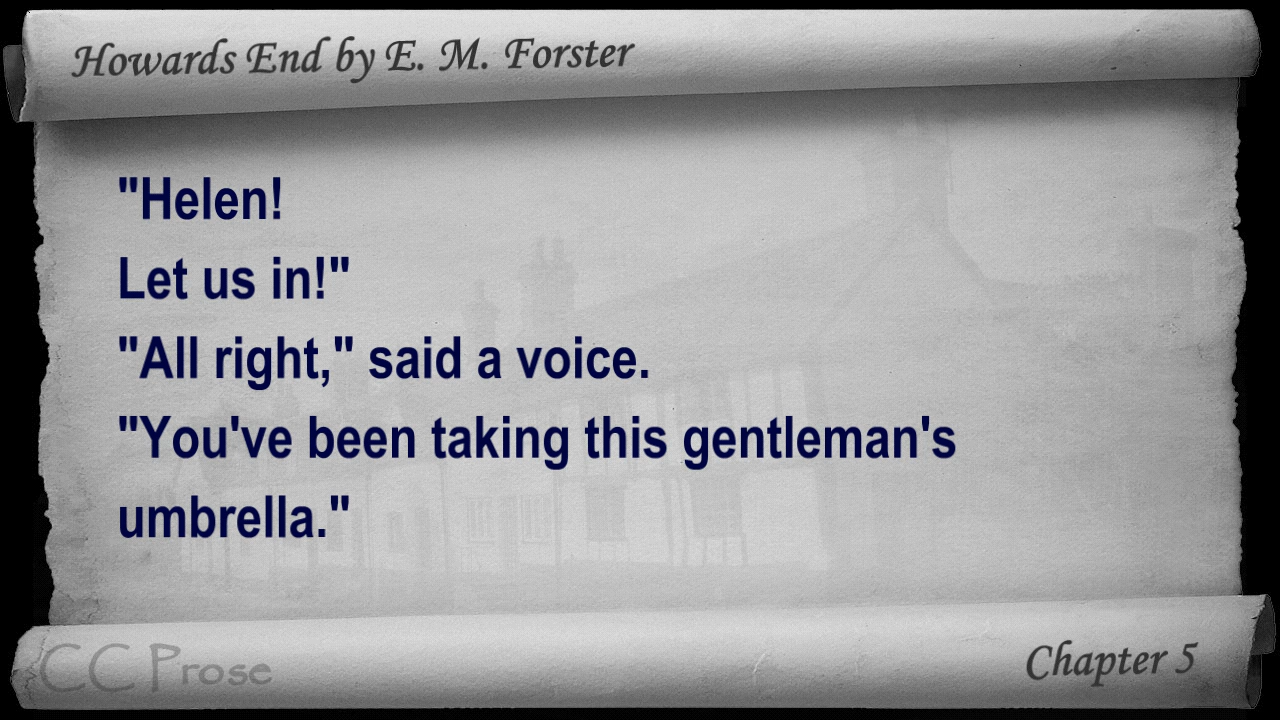 Howards End by E. M. Forster
"Helen!
Let us in!"
"All right," said a voice.
"You've been taking this gentleman's
umbrella."
CC Prose
Chapter 5